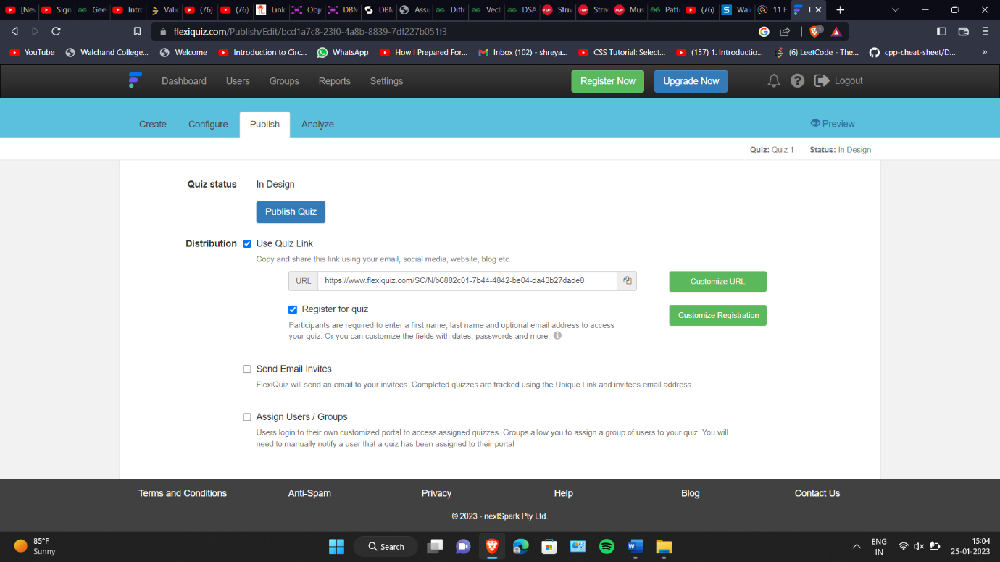 [Ne
Sign
Geel
Intro
Valid
(76)
(76)
Link
Obje
DBM
DBM
Assi
Diffe
Vect
DSA
Striv
Striv
Mus
Patte
(76)
Walc
11 F
flexiquiz.com/Publish/Edit/bcd1a7c8-23f0-4a8b-8839-7df227b051f3
YouTube
Walchand College...
Welcome
Introduction to Circ...
WhatsApp
How I Prepared For...
Inbox (102) - shreya...
CSS Tutorial: Select...
(157) 1. Introductio...
(6) LeetCode - The...
cpp-cheat-sheet/D...
»
Dashboard
Users
Groups
Reports
Settings
Register Now
Upgrade Now
Logout
Create
Configure
Publish
Analyze
Preview
Quiz: Quiz 1
Status: In Design
Quiz status
In Design
Publish Quiz
Distribution
Use Quiz Link
Copy and share this link using your email, social media, website, blog etc.
URL
https://www.flexiquiz.com/SC/N/b6882c01-7b44-4842-be04-da43b27dade8
Customize URL
Register for quiz
Customize Registration
Participants are required to enter a first name, last name and optional email address to access
your quiz. Or you can customize the fields with dates, passwords and more.
Send Email Invites
FlexiQuiz will send an email to your invitees. Completed quizzes are tracked using the Unique Link and invitees email address.
Assign Users / Groups
Users login to their own customized portal to access assigned quizzes. Groups allow you to assign a group of users to your quiz. You will
need to manually notify a user that a quiz has been assigned to their portal
Terms and Conditions
Anti-Spam
Privacy
Help
Blog
Contact Us
© 2023 - nextSpark Pty Ltd.
85°F
Sunny
Search
ENG
IN
15:04
25-01-2023